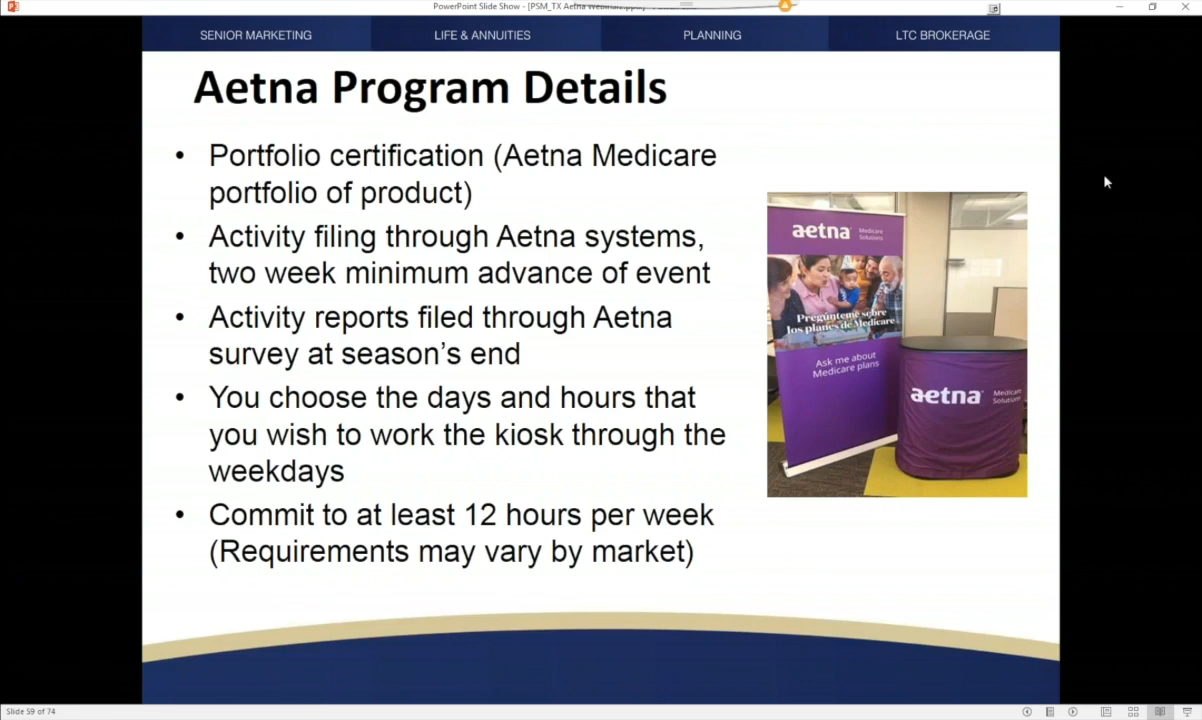 PowerPoint Slide Show - [PSM_TX Aetna
SENIOR MARKETING
LIFE & ANNUITIES
PLANNING
LTC BROKERAGE
Aetna Program Details
• Portfolio certification (Aetna Medicare
portfolio of product)
• Activity filing through Aetna systems,
two week minimum advance of event
• Activity reports filed through Aetna
survey at season's end
• You choose the days and hours that
you wish to work the kiosk through the
weekdays
• Commit to at least 12 hours per week
(Requirements may vary by market)
aetna
Medicare
Solutions
Pregúnteme sobre
los planes de Medicare
Ask me about
Medicare plans
aetna
Medicare
Solutions
Slide 59 of 74